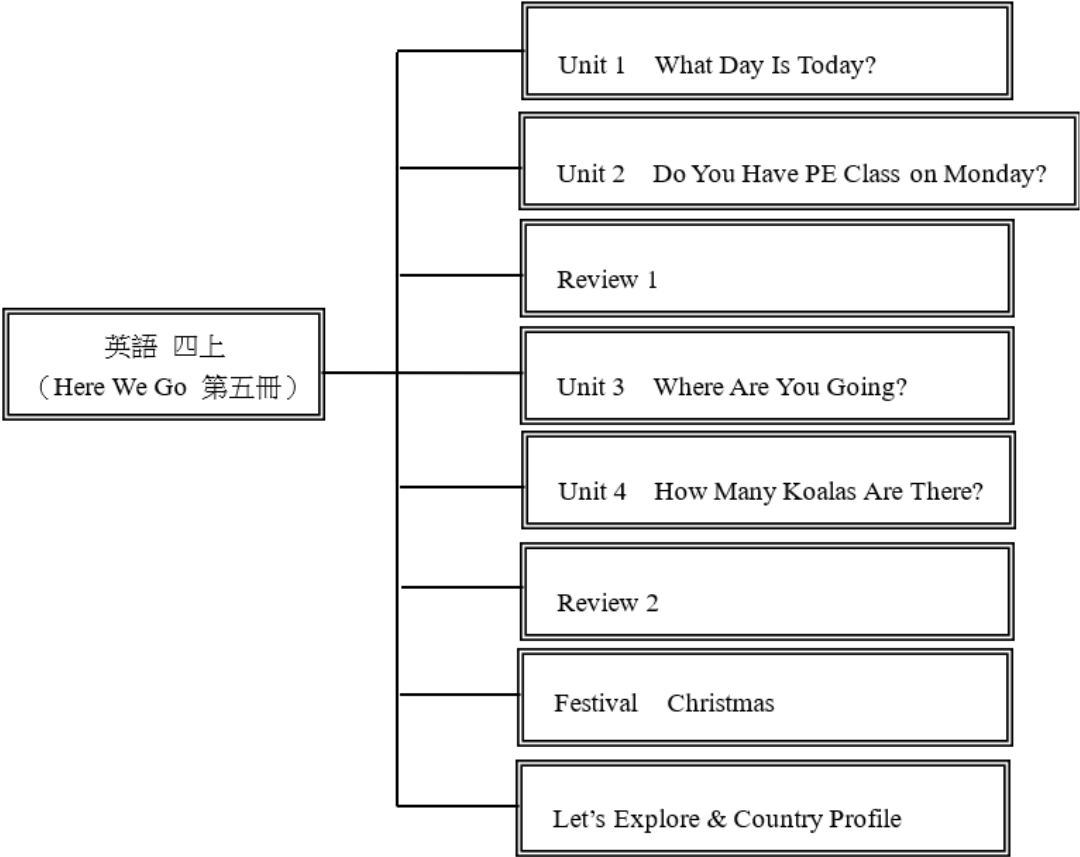 英語 四上
（Here We Go 第五冊）
Unit 1 What Day Is Today?
Unit 2 Do You Have PE Class on Monday?
Review 1
Unit 3 Where Are You Going?
Unit 4 How Many Koalas Are There?
Review 2
Festival Christmas
Let’s Explore & Country Profile